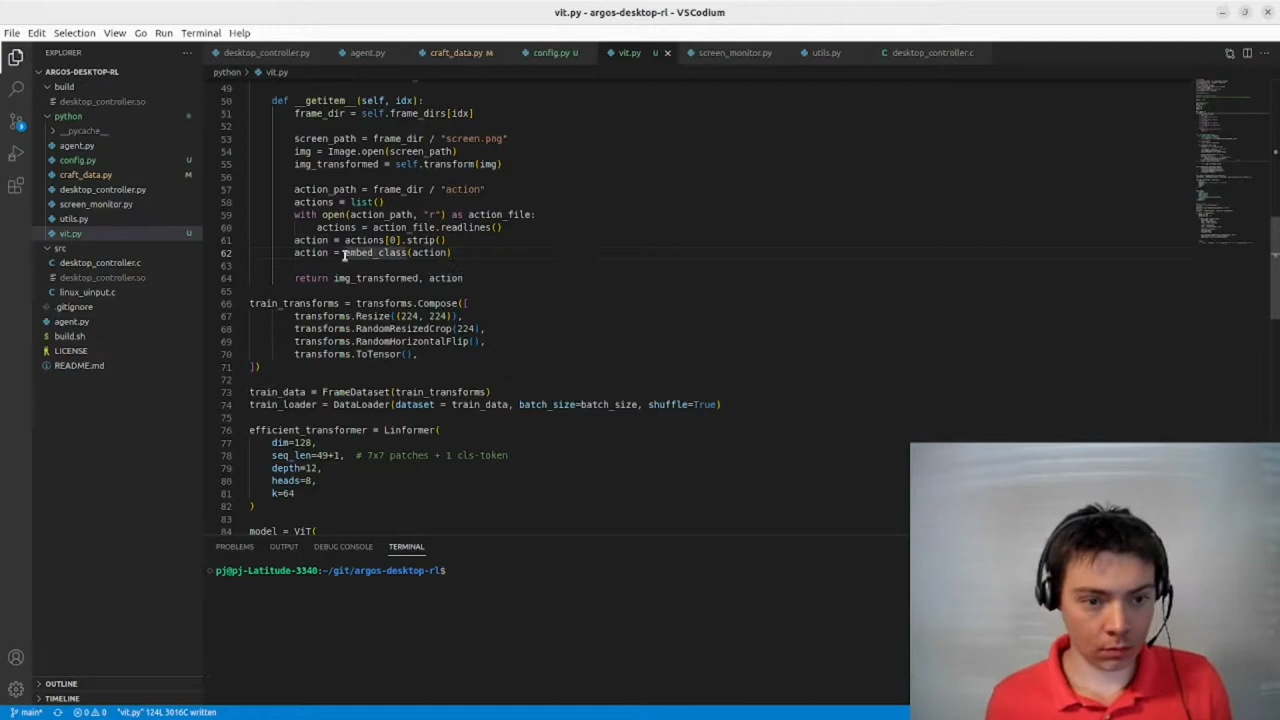 vit.py - argos-desktop-rl - VSCodium
File Edit Selection View Go Run Terminal Help
EXPLORER
desktop_controller.py
agent.py
craft_data.py M
config.py U
vit.py U
screen_monitor.py
utils.py
desktop_controller.c
python > vit.py
ARGOS-DESKTOP-RL
build
desktop_controller.so
python
__pycache__
agent.py
config.py U
craft_data.py M
desktop_controller.py
screen_monitor.py
utils.py
vit.py U
src
desktop_controller.c
linux_uinput.c
.gitignore
agent.py
build.sh
LICENSE
README.md
OUTLINE
TIMELINE
49
50 def __getitem__(self, idx):
51 frame_dir = self.frame_dirs[idx]
52
53 screen_path = frame_dir / "screen.png"
54 img = Image.open(screen_path)
55 img_transformed = self.transform(img)
56
57 action_path = frame_dir / "action"
58 actions = list()
59 with open(action_path, "r") as action_file:
60 actions = action_file.readlines()
61 action = actions[0].strip()
62 action = embed_class(action)
63
64 return img_transformed, action
65
66 train_transforms = transforms.Compose([
67 transforms.Resize((224, 224)),
68 transforms.RandomResizedCrop(224),
69 transforms.RandomHorizontalFlip(),
70 transforms.ToTensor(),
71 ])
72
73 train_data = FrameDataset(train_transforms)
74 train_loader = DataLoader(dataset = train_data, batch_size=batch_size, shuffle=True)
75
76 efficient_transformer = Linformer(
77 dim=128,
78 seq_len=49+1, # 7x7 patches + 1 cls-token
79 depth=12,
80 heads=8,
81 k=64
82 )
83
84 model = ViT(
PROBLEMS OUTPUT DEBUG CONSOLE TERMINAL
pj@pj-Latitude-3340:~/git/argos-desktop-rl$
main* 0 0 "vit.py" 124L 3016C written